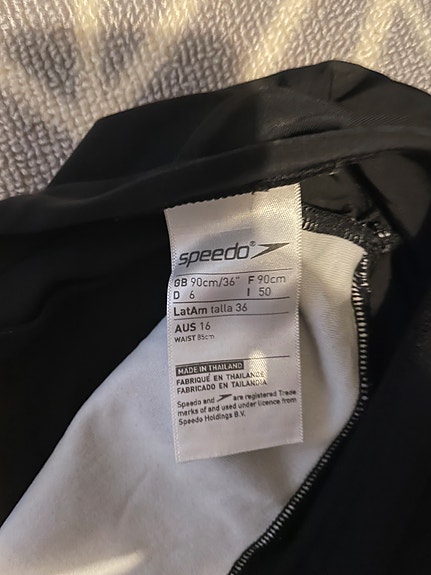 speedo®
GB 90cm/36" F 90cm
D 6 I 50
LatAm talla 36
AUS 16
WAIST 85cm
MADE IN THAILAND
FABRIQUÉ EN THAILANDE
FABRICADO EN TAILANDIA
Speedo and are registered Trade
marks of and used under licence from
Speedo Holdings B.V.